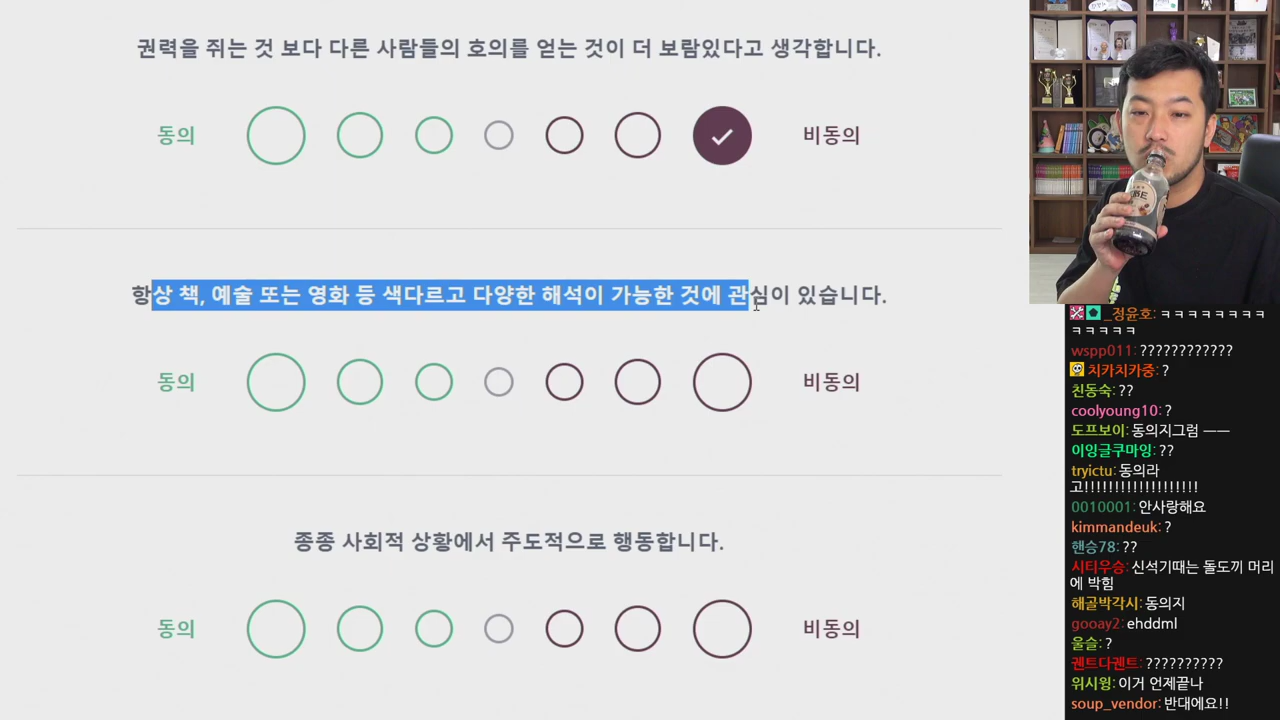 권력을 쥐는 것 보다 다른 사람들의 호의를 얻는 것이 더 보람있다고 생각합니다.
동의
비동의
항상 책, 예술 또는 영화 등 색다르고 다양한 해석이 가능한 것에 관심이 있습니다.
동의
비동의
종종 사회적 상황에서 주도적으로 행동합니다.
동의
비동의
_정윤호: ㅋㅋㅋㅋㅋㅋㅋㅋ
ㅋㅋㅋㅋㅋ
wspp011: ????????????
치카치카중: ?
친동숙: ??
coolyoung10: ?
도프보이: 동의지그럼 ㅡㅡ
이잉글쿠마잉: ??
tryictu: 동의라
고!!!!!!!!!!!!!!!!!!!
0010001: 안사랑해요
kimmandeuk: ?
헨승78: ??
시티우승: 신석기때는 돌도끼 머리
에 박힘
해골박각시: 동의지
gooay2: ehddml
울슬: ?
퀜트다퀜트: ??????????
위시윙: 이거 언제끝나
soup_vendor: 반대에요!!